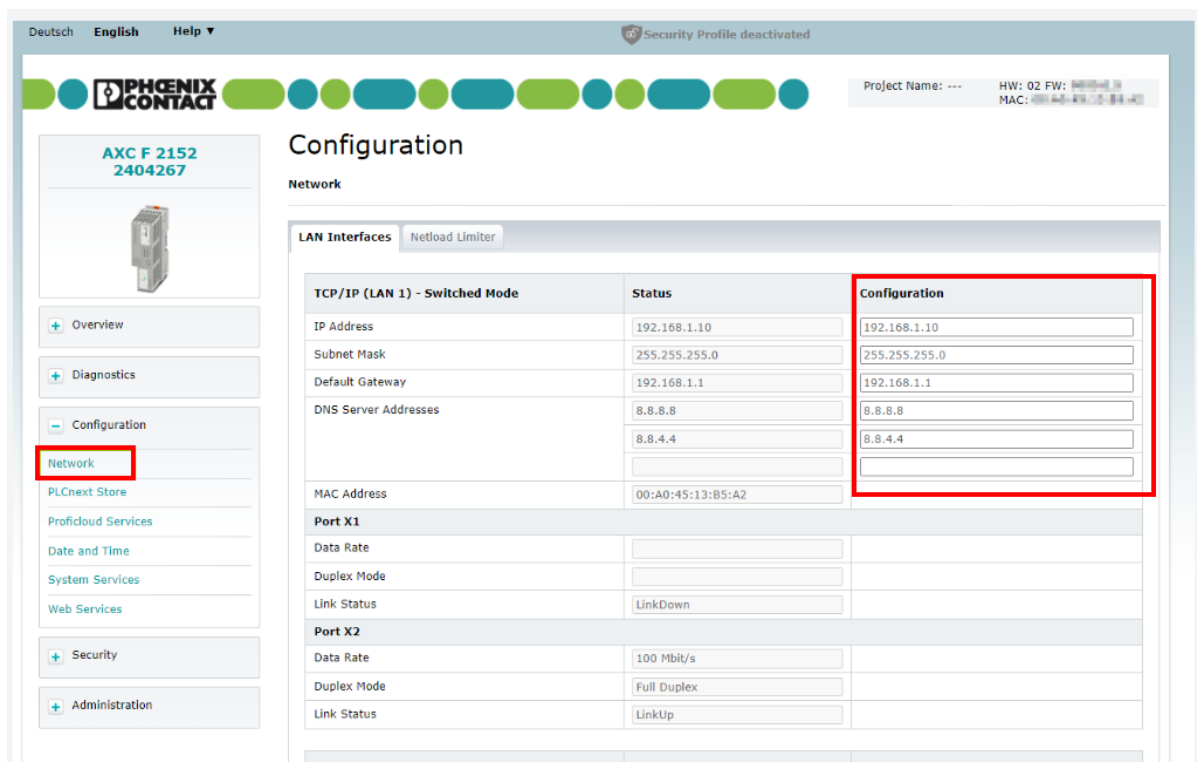 Deutsch English Help ▼ Security Profile deactivated
PHŒNIX CONTACT
Project Name: --- HW: 02 FW:
MAC:
AXC F 2152
2404267
Overview
Diagnostics
Configuration
Network
PLCnext Store
Proficloud Services
Date and Time
System Services
Web Services
Security
Administration
Configuration
Network
LAN Interfaces Netload Limiter
TCP/IP (LAN 1) - Switched Mode Status Configuration
IP Address 192.168.1.10 192.168.1.10
Subnet Mask 255.255.255.0 255.255.255.0
Default Gateway 192.168.1.1 192.168.1.1
DNS Server Addresses 8.8.8.8 8.8.8.8
8.8.4.4 8.8.4.4
MAC Address 00:A0:45:13:B5:A2
Port X1
Data Rate
Duplex Mode
Link Status LinkDown
Port X2
Data Rate 100 Mbit/s
Duplex Mode Full Duplex
Link Status LinkUp